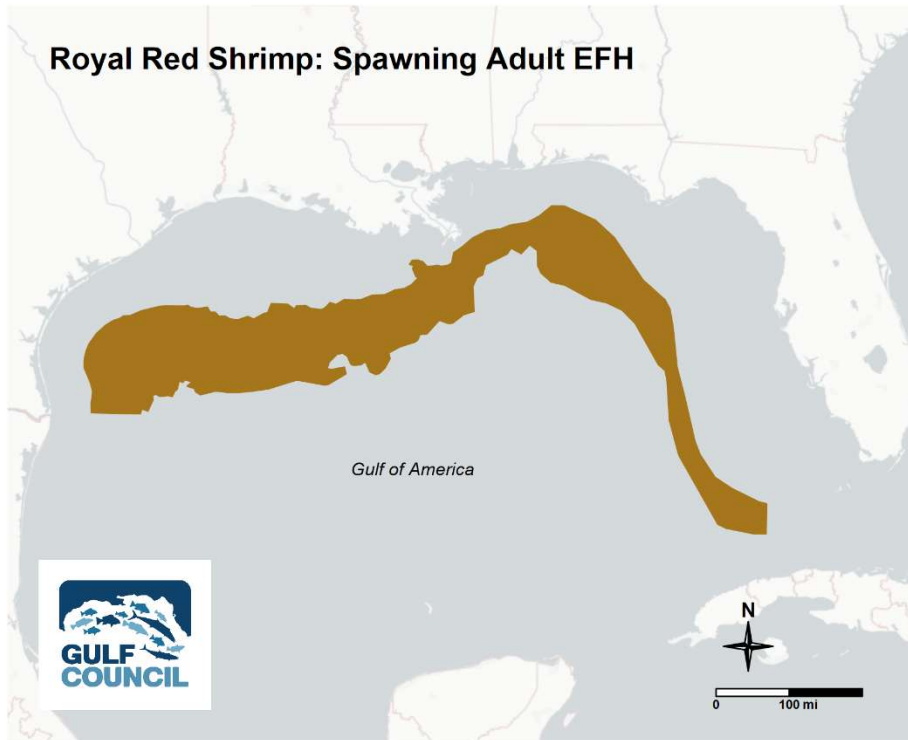 Royal Red Shrimp: Spawning Adult EFH
Gulf of America
GULF
COUNCIL
N
0 100 mi